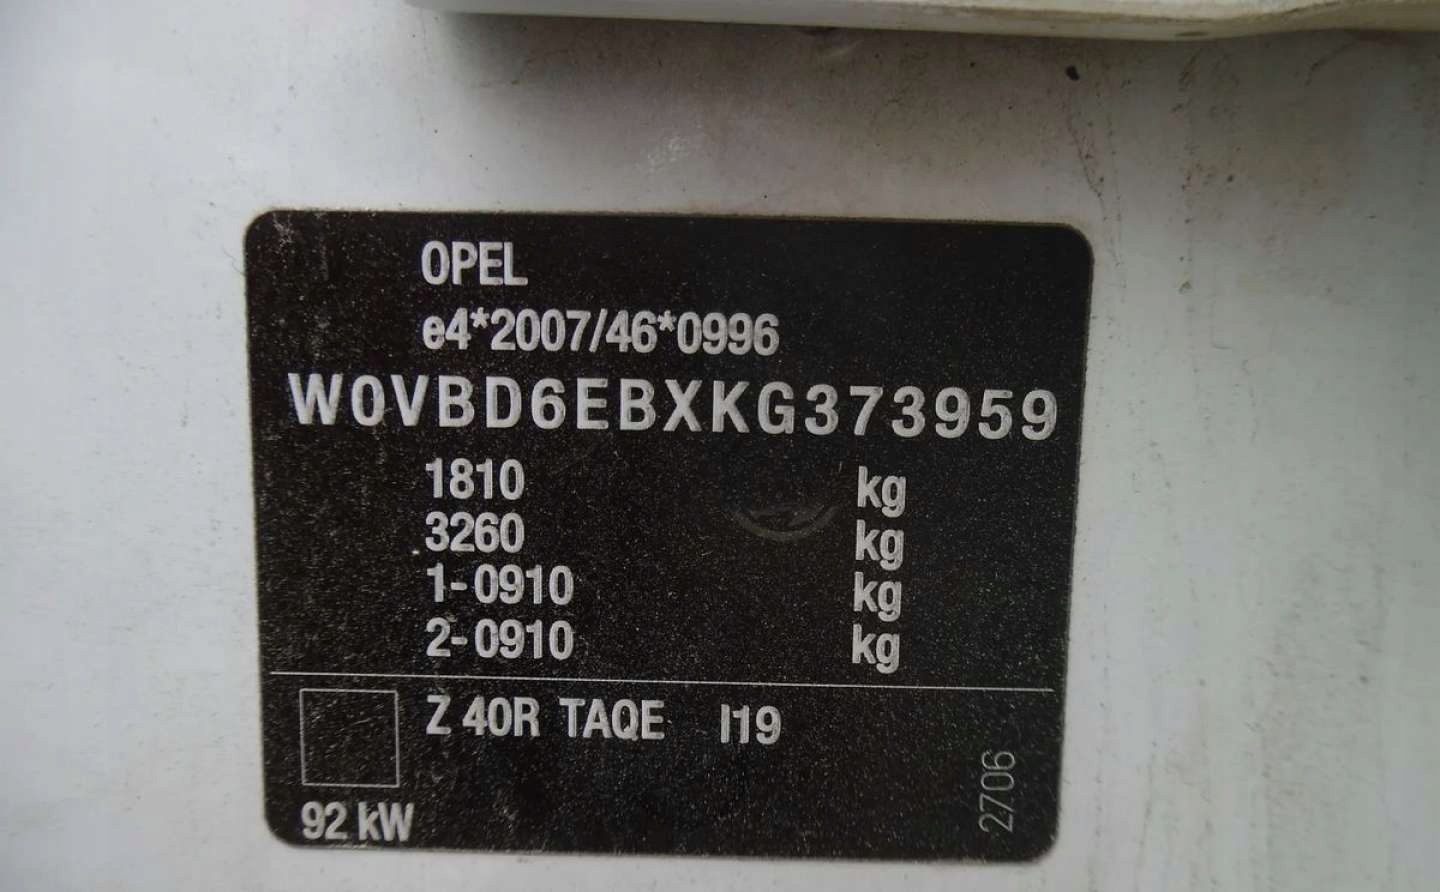 OPEL
e4*2007/46*0996
W0VBD6EBXKG373959
1810 kg
3260 kg
1-0910 kg
2-0910 kg
Z 40R TAQE I19
2706
92 kW